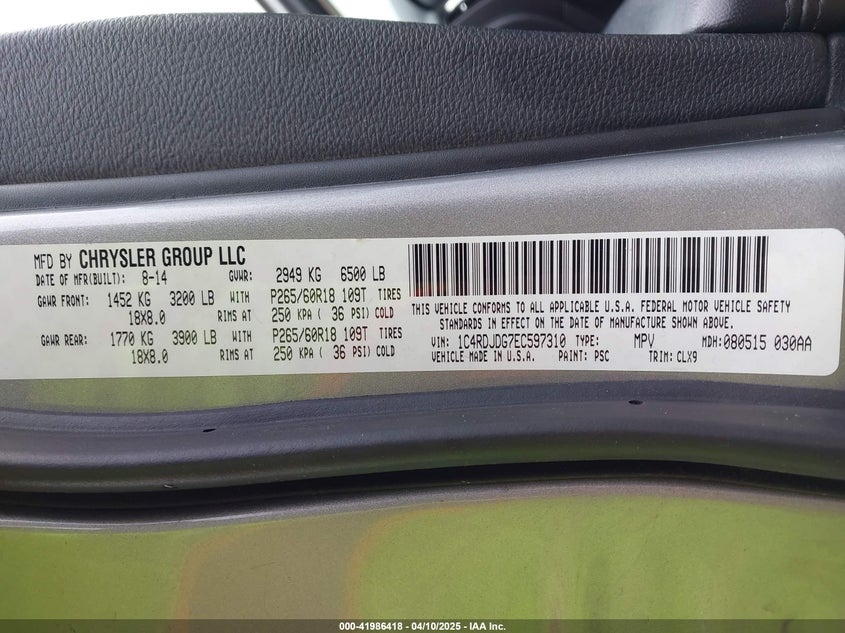 MFD BY CHRYSLER GROUP LLC
DATE OF MFR(BUILT): 8-14 GVWR: 2949 KG 6500 LB
GAWR FRONT: 1452 KG 3200 LB WITH P265/60R18 109T TIRES
18X8.0 RIMS AT 250 KPA ( 36 PSI) COLD
GAWR REAR: 1770 KG 3900 LB WITH P265/60R18 109T TIRES
18X8.0 RIMS AT 250 KPA ( 36 PSI) COLD
THIS VEHICLE CONFORMS TO ALL APPLICABLE U.S.A. FEDERAL MOTOR VEHICLE SAFETY
STANDARDS IN EFFECT ON THE DATE OF MANUFACTURE SHOWN ABOVE.
VIN: 1C4RDJDG7EC597310 TYPE: MPV MDH: 080515 030AA
VEHICLE MADE IN U.S.A. PAINT: PSC TRIM: CLX9
000-41986418 - 04/10/2025 - IAA Inc.